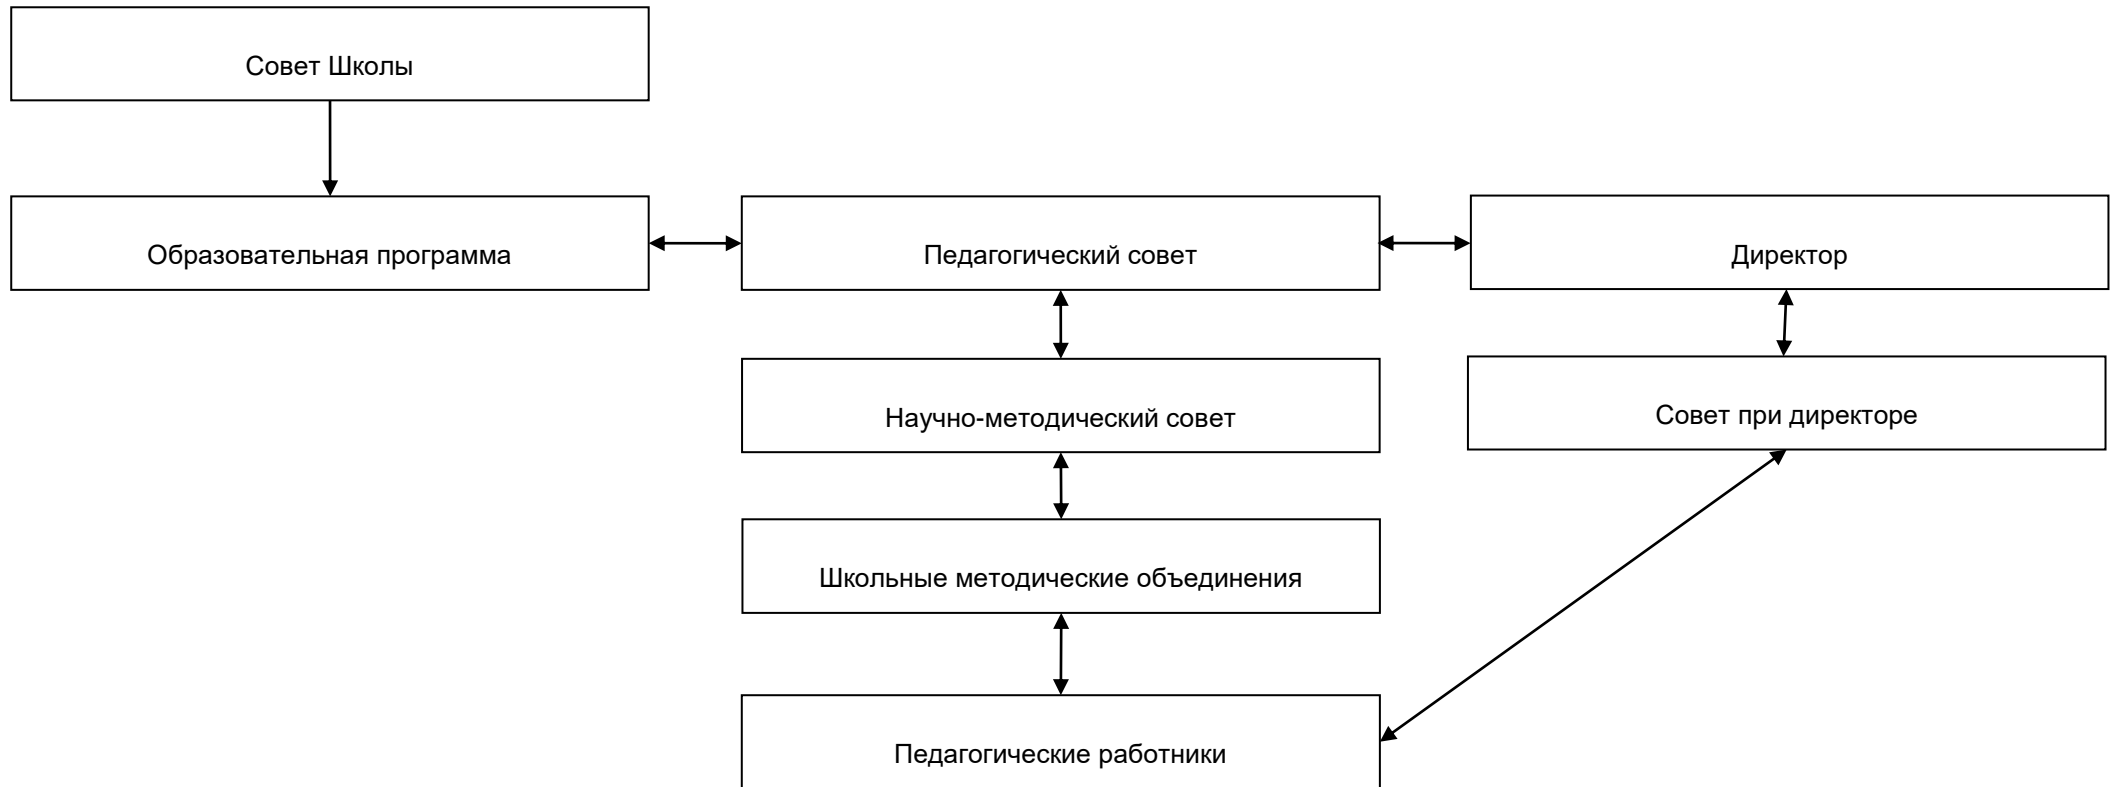 Совет Школы
Образовательная программа
Педагогический совет
Директор
Научно-методический совет
Совет при директоре
Школьные методические объединения
Педагогические работники